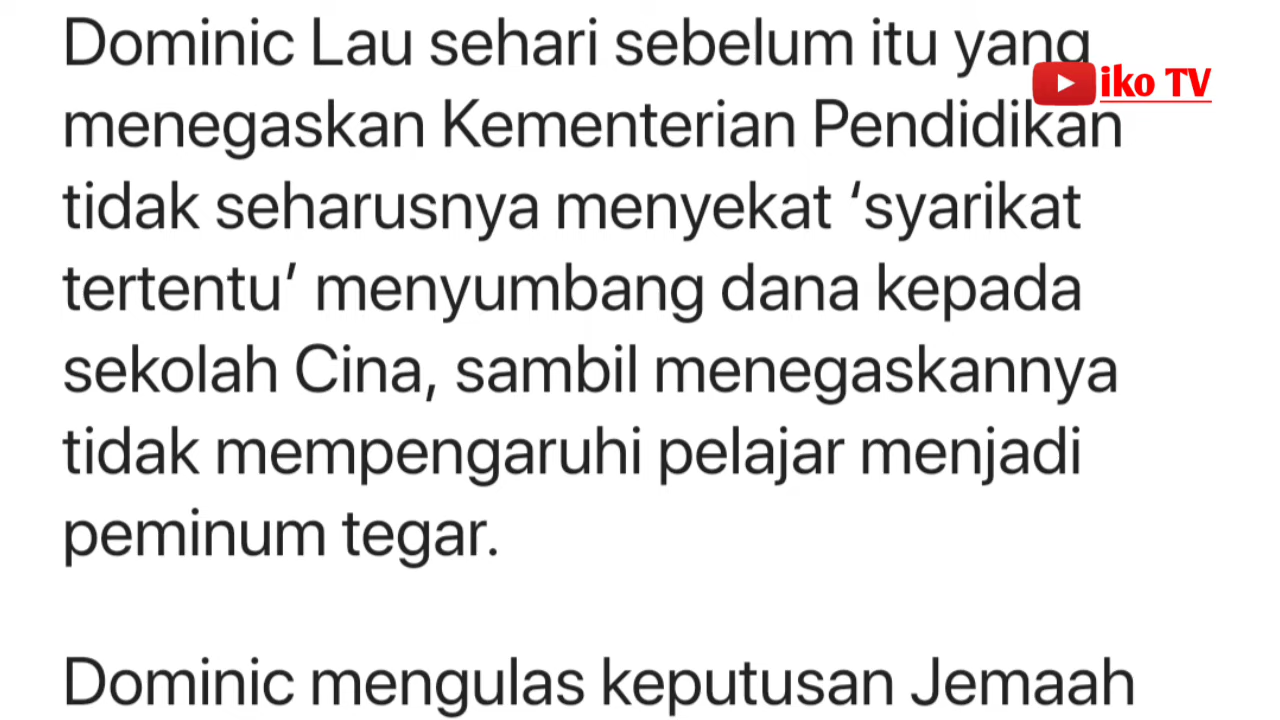 Dominic Lau sehari sebelum itu yang
iko TV
menegaskan Kementerian Pendidikan
tidak seharusnya menyekat ‘syarikat
tertentu’ menyumbang dana kepada
sekolah Cina, sambil menegaskannya
tidak mempengaruhi pelajar menjadi
peminum tegar.
Dominic mengulas keputusan Jemaah